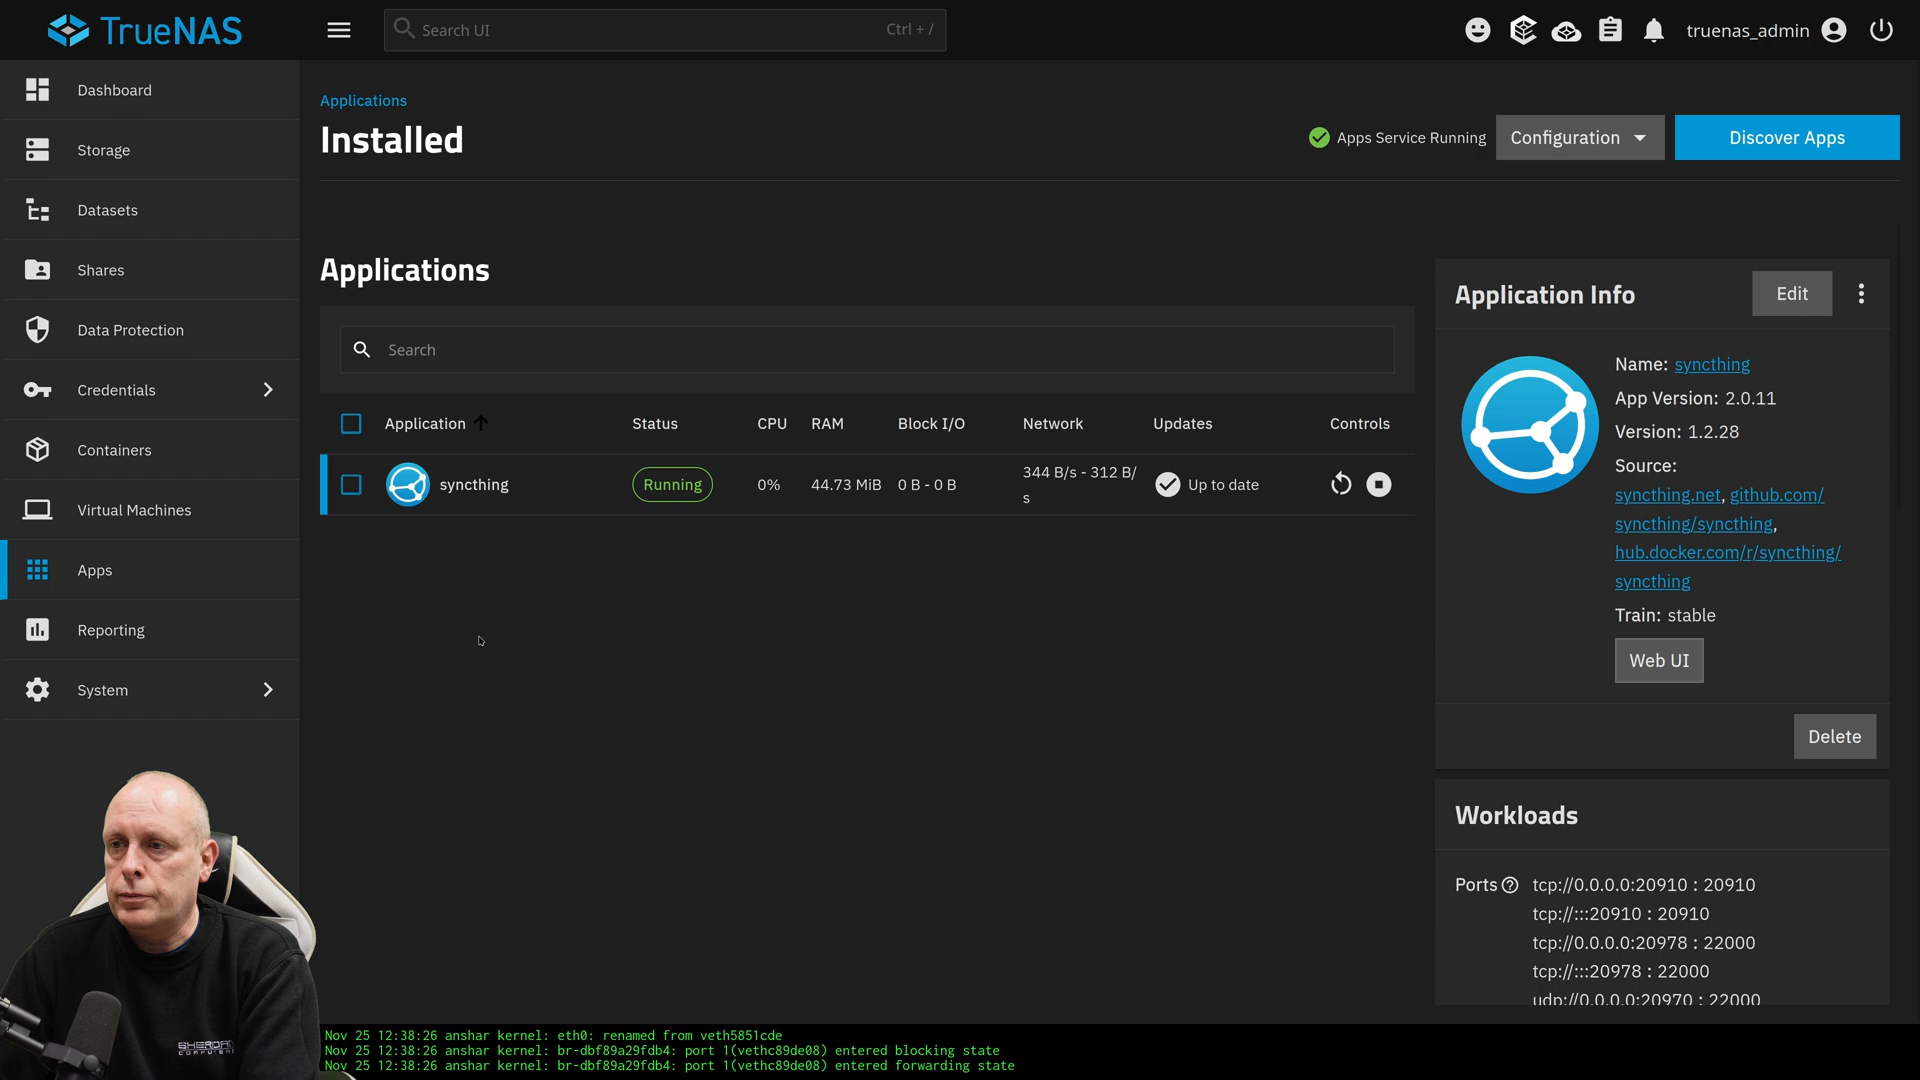 TrueNAS
Search UI
Ctrl + /
truenas_admin
Dashboard
Storage
Datasets
Shares
Data Protection
Credentials
Containers
Virtual Machines
Apps
Reporting
System
Applications
Installed
Apps Service Running
Configuration
Discover Apps
Applications
Search
Application Status CPU RAM Block I/O Network Updates Controls
syncthing Running 0% 44.73 MiB 0 B - 0 B 344 B/s - 312 B/
s
Up to date
Application Info
Edit
Name: syncthing
App Version: 2.0.11
Version: 1.2.28
Source:
syncthing.net, github.com/
syncthing/syncthing,
hub.docker.com/r/syncthing/
syncthing
Train: stable
Web UI
Delete
Workloads
Ports
tcp://0.0.0.0:20910 : 20910
tcp://:::20910 : 20910
tcp://0.0.0.0:20978 : 22000
tcp://:::20978 : 22000
udp://0.0.0.0:20970 : 22000
Nov 25 12:38:26 anshar kernel: eth0: renamed from veth5851cde
Nov 25 12:38:26 anshar kernel: br-dbf89a29fdb4: port 1(vethc89de08) entered blocking state
Nov 25 12:38:26 anshar kernel: br-dbf89a29fdb4: port 1(vethc89de08) entered forwarding state